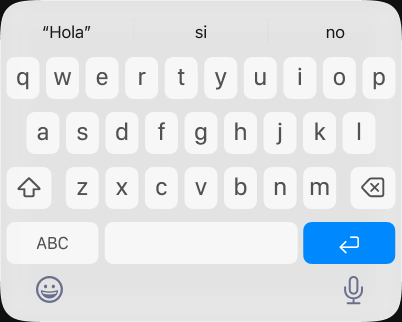 “Hola” si no
q w e r t y u i o p
a s d f g h j k l
z x c v b n m
ABC